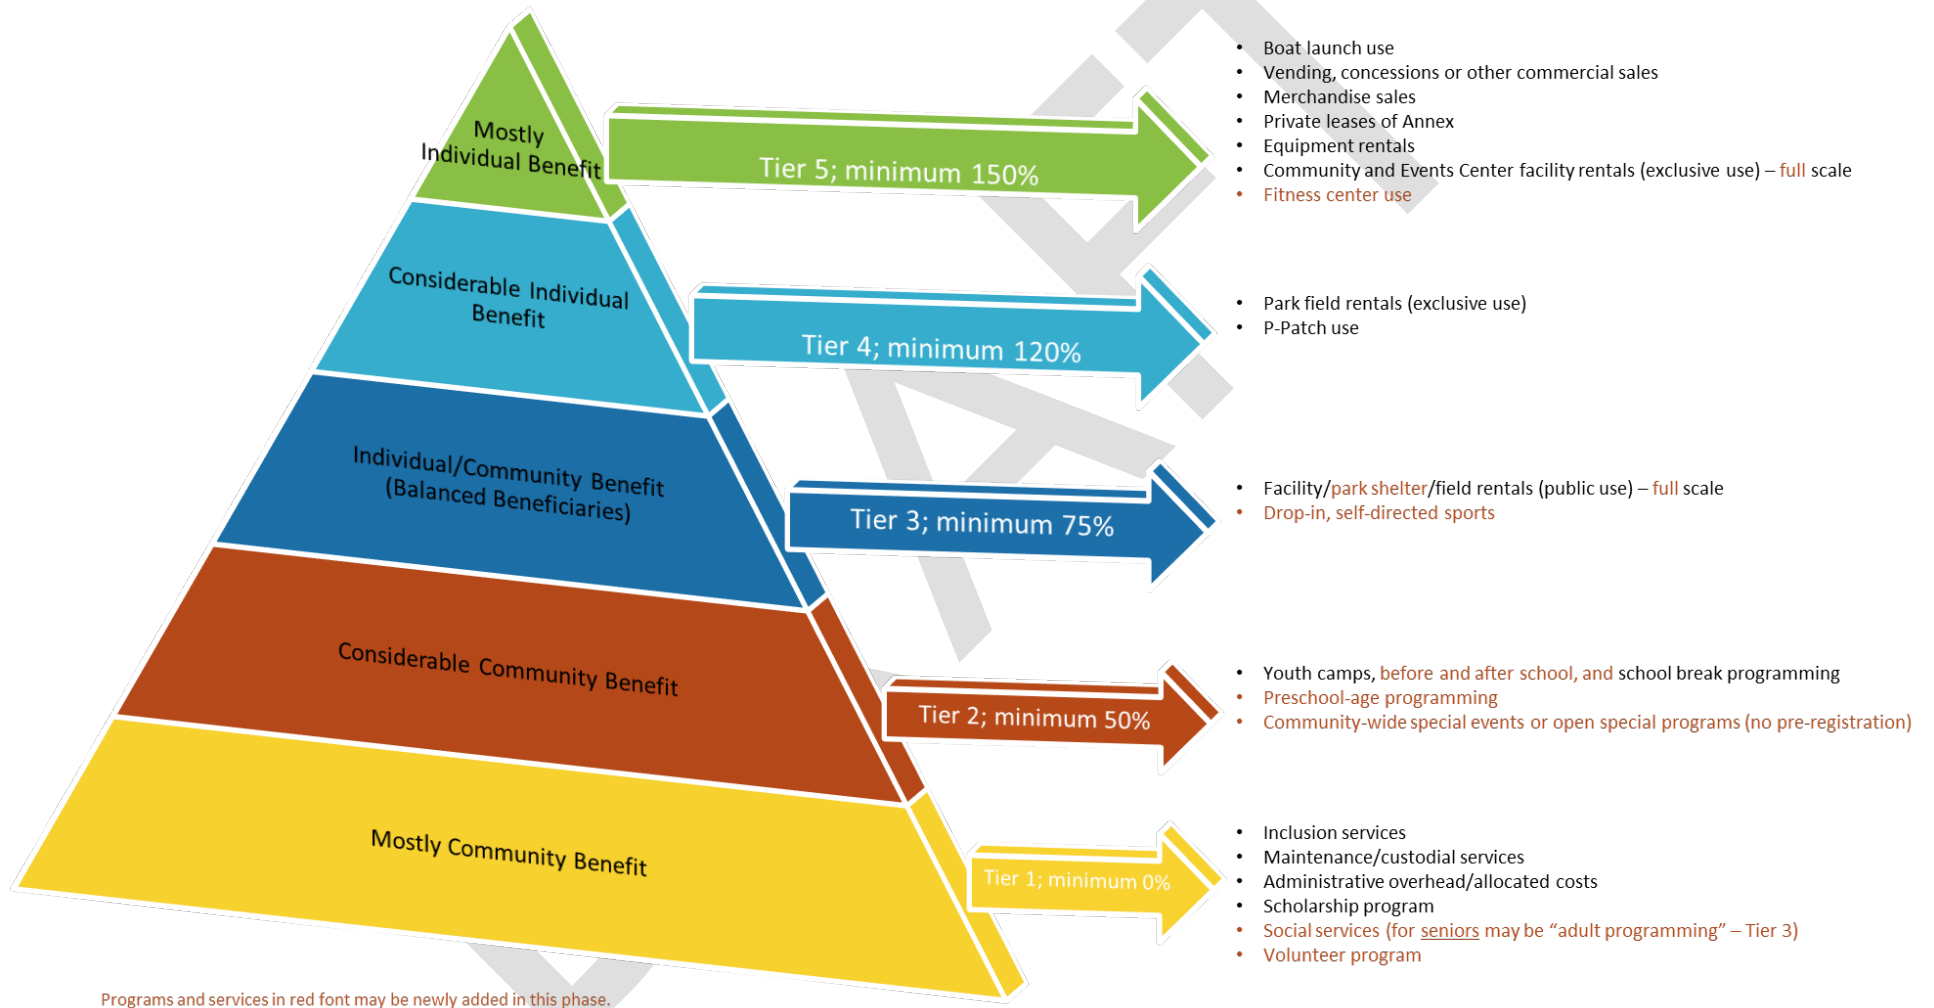 Mostly
Individual Benefit
Tier 5; minimum 150%
• Boat launch use
• Vending, concessions or other commercial sales
• Merchandise sales
• Private leases of Annex
• Equipment rentals
• Community and Events Center facility rentals (exclusive use) – full scale
• Fitness center use
Considerable Individual
Benefit
Tier 4; minimum 120%
• Park field rentals (exclusive use)
• P-Patch use
Individual/Community Benefit
(Balanced Beneficiaries)
Tier 3; minimum 75%
• Facility/park shelter/field rentals (public use) – full scale
• Drop-in, self-directed sports
Considerable Community Benefit
Tier 2; minimum 50%
• Youth camps, before and after school, and school break programming
• Preschool-age programming
• Community-wide special events or open special programs (no pre-registration)
Mostly Community Benefit
Tier 1; minimum 0%
• Inclusion services
• Maintenance/custodial services
• Administrative overhead/allocated costs
• Scholarship program
• Social services (for seniors may be “adult programming” – Tier 3)
• Volunteer program
Programs and services in red font may be newly added in this phase.